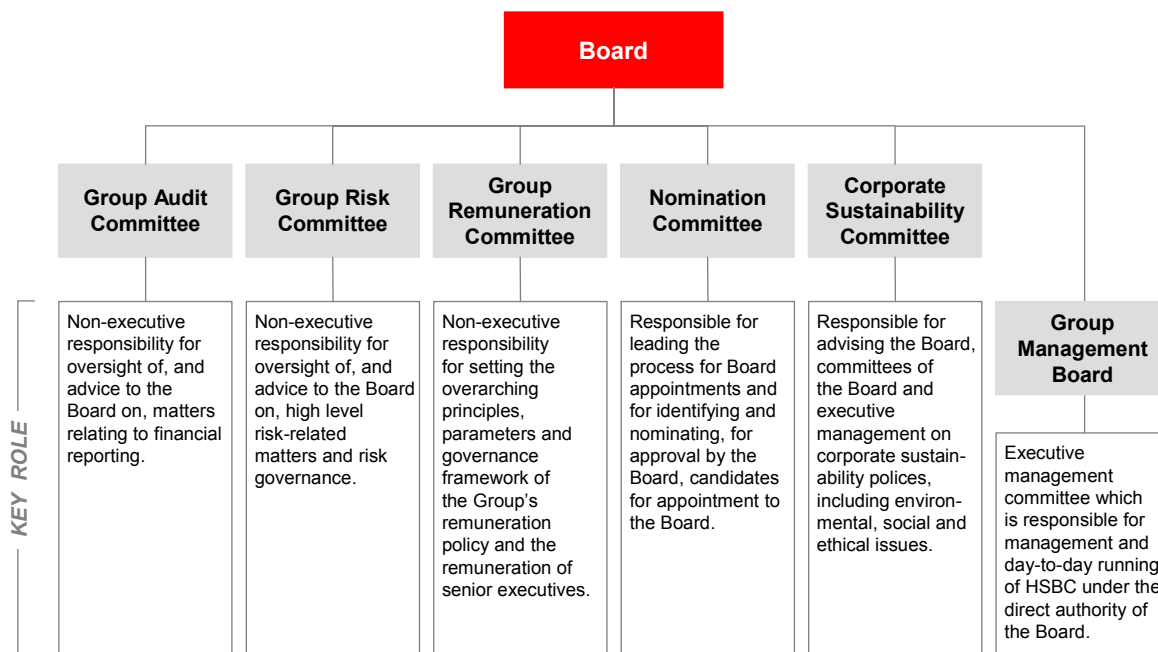 Board
Group Audit
Committee
Group Risk
Committee
Group
Remuneration
Committee
Nomination
Committee
Corporate
Sustainability
Committee
KEY ROLE
Non-executive
responsibility for
oversight of, and
advice to the
Board on, matters
relating to financial
reporting.
Non-executive
responsibility for
oversight of, and
advice to the Board
on, high level
risk-related
matters and risk
governance.
Non-executive
responsibility
for setting the
overarching
principles,
parameters and
governance
framework of
the Group’s
remuneration
policy and the
remuneration of
senior executives.
Responsible for
leading the
process for Board
appointments and
for identifying and
nominating, for
approval by the
Board, candidates
for appointment to
the Board.
Responsible for
advising the Board,
committees of
the Board and
executive
management on
corporate sustain-
ability polices,
including environ-
mental, social and
ethical issues.
Group
Management
Board
Executive
management
committee which
is responsible for
management and
day-to-day running
of HSBC under the
direct authority of
the Board.